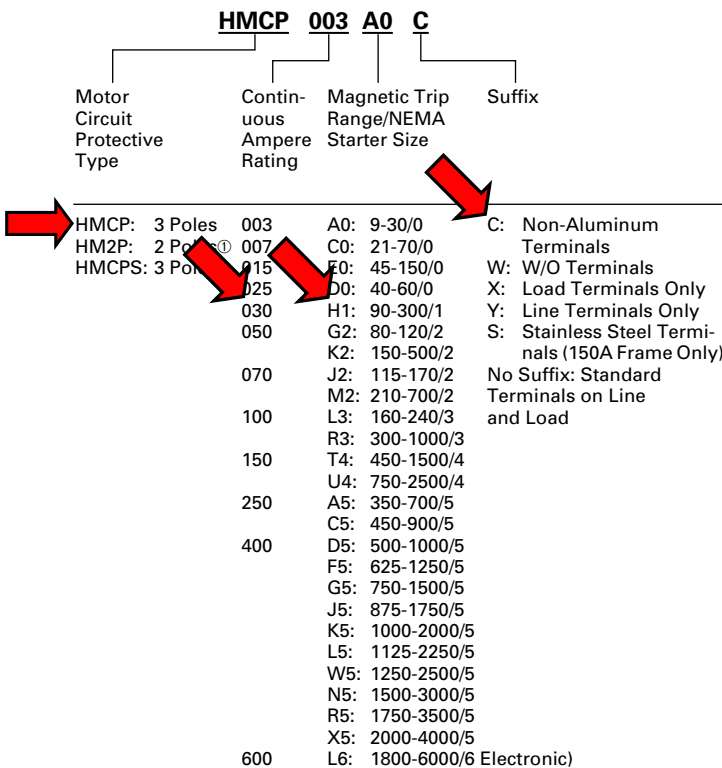 HMCP 003 A0 C
Motor Circuit Protective Type
Contin-
uous
Ampere
Rating
Magnetic Trip
Range/NEMA
Starter Size
Suffix
HMCP: 3 Poles 003 A0: 9-30/0 C: Non-Aluminum
HM2P: 2 Poles① 007 C0: 21-70/0 Terminals
HMCPS: 3 Poles 015 E0: 45-150/0 W: W/O Terminals
025 D0: 40-60/0 X: Load Terminals Only
030 H1: 90-300/1 Y: Line Terminals Only
050 G2: 80-120/2 S: Stainless Steel Termi-
K2: 150-500/2 nals (150A Frame Only)
070 J2: 115-170/2 No Suffix: Standard
M2: 210-700/2 Terminals on Line
100 L3: 160-240/3 and Load
R3: 300-1000/3
150 T4: 450-1500/4
U4: 750-2500/4
250 A5: 350-700/5
C5: 450-900/5
400 D5: 500-1000/5
F5: 625-1250/5
G5: 750-1500/5
J5: 875-1750/5
K5: 1000-2000/5
L5: 1125-2250/5
W5: 1250-2500/5
N5: 1500-3000/5
R5: 1750-3500/5
X5: 2000-4000/5
600 L6: 1800-6000/6 Electronic)